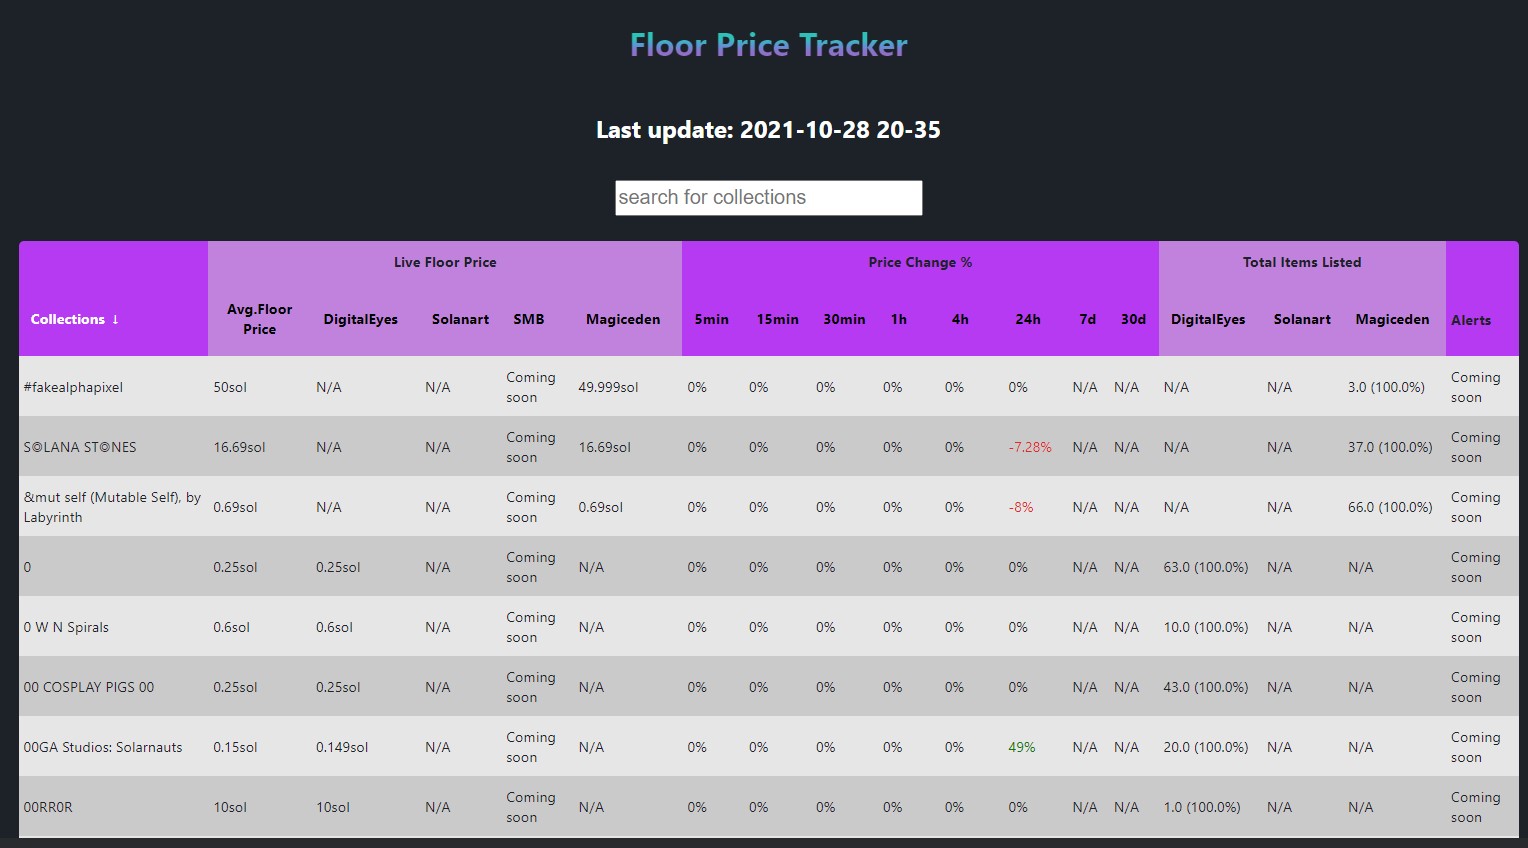 Floor Price Tracker
Last update: 2021-10-28 20-35
search for collections
Live Floor Price Price Change % Total Items Listed
Collections ↓ Avg.Floor Price DigitalEyes Solanart SMB Magiceden 5min 15min 30min 1h 4h 24h 7d 30d DigitalEyes Solanart Magiceden Alerts
#fakealphapixel 50sol N/A N/A Coming soon 49.999sol 0% 0% 0% 0% 0% 0% N/A N/A N/A N/A 3.0 (100.0%) Coming soon
S◎LANA ST◎NES 16.69sol N/A N/A Coming soon 16.69sol 0% 0% 0% 0% 0% -7.28% N/A N/A N/A N/A 37.0 (100.0%) Coming soon
&mut self (Mutable Self), by Labyrinth 0.69sol N/A N/A Coming soon 0.69sol 0% 0% 0% 0% 0% -8% N/A N/A N/A N/A 66.0 (100.0%) Coming soon
0 0.25sol 0.25sol N/A Coming soon N/A 0% 0% 0% 0% 0% 0% N/A N/A 63.0 (100.0%) N/A N/A Coming soon
0 W N Spirals 0.6sol 0.6sol N/A Coming soon N/A 0% 0% 0% 0% 0% 0% N/A N/A 10.0 (100.0%) N/A N/A Coming soon
00 COSPLAY PIGS 00 0.25sol 0.25sol N/A Coming soon N/A 0% 0% 0% 0% 0% 0% N/A N/A 43.0 (100.0%) N/A N/A Coming soon
00GA Studios: Solarnauts 0.15sol 0.149sol N/A Coming soon N/A 0% 0% 0% 0% 0% 49% N/A N/A 20.0 (100.0%) N/A N/A Coming soon
00RR0R 10sol 10sol N/A Coming soon N/A 0% 0% 0% 0% 0% 0% N/A N/A 1.0 (100.0%) N/A N/A Coming soon